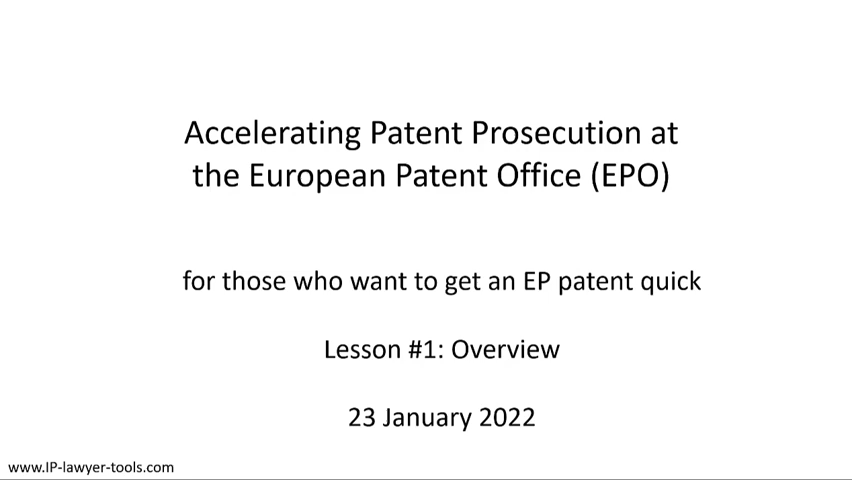 Accelerating Patent Prosecution at
the European Patent Office (EPO)
for those who want to get an EP patent quick
Lesson #1: Overview
23 January 2022
www.IP-lawyer-tools.com